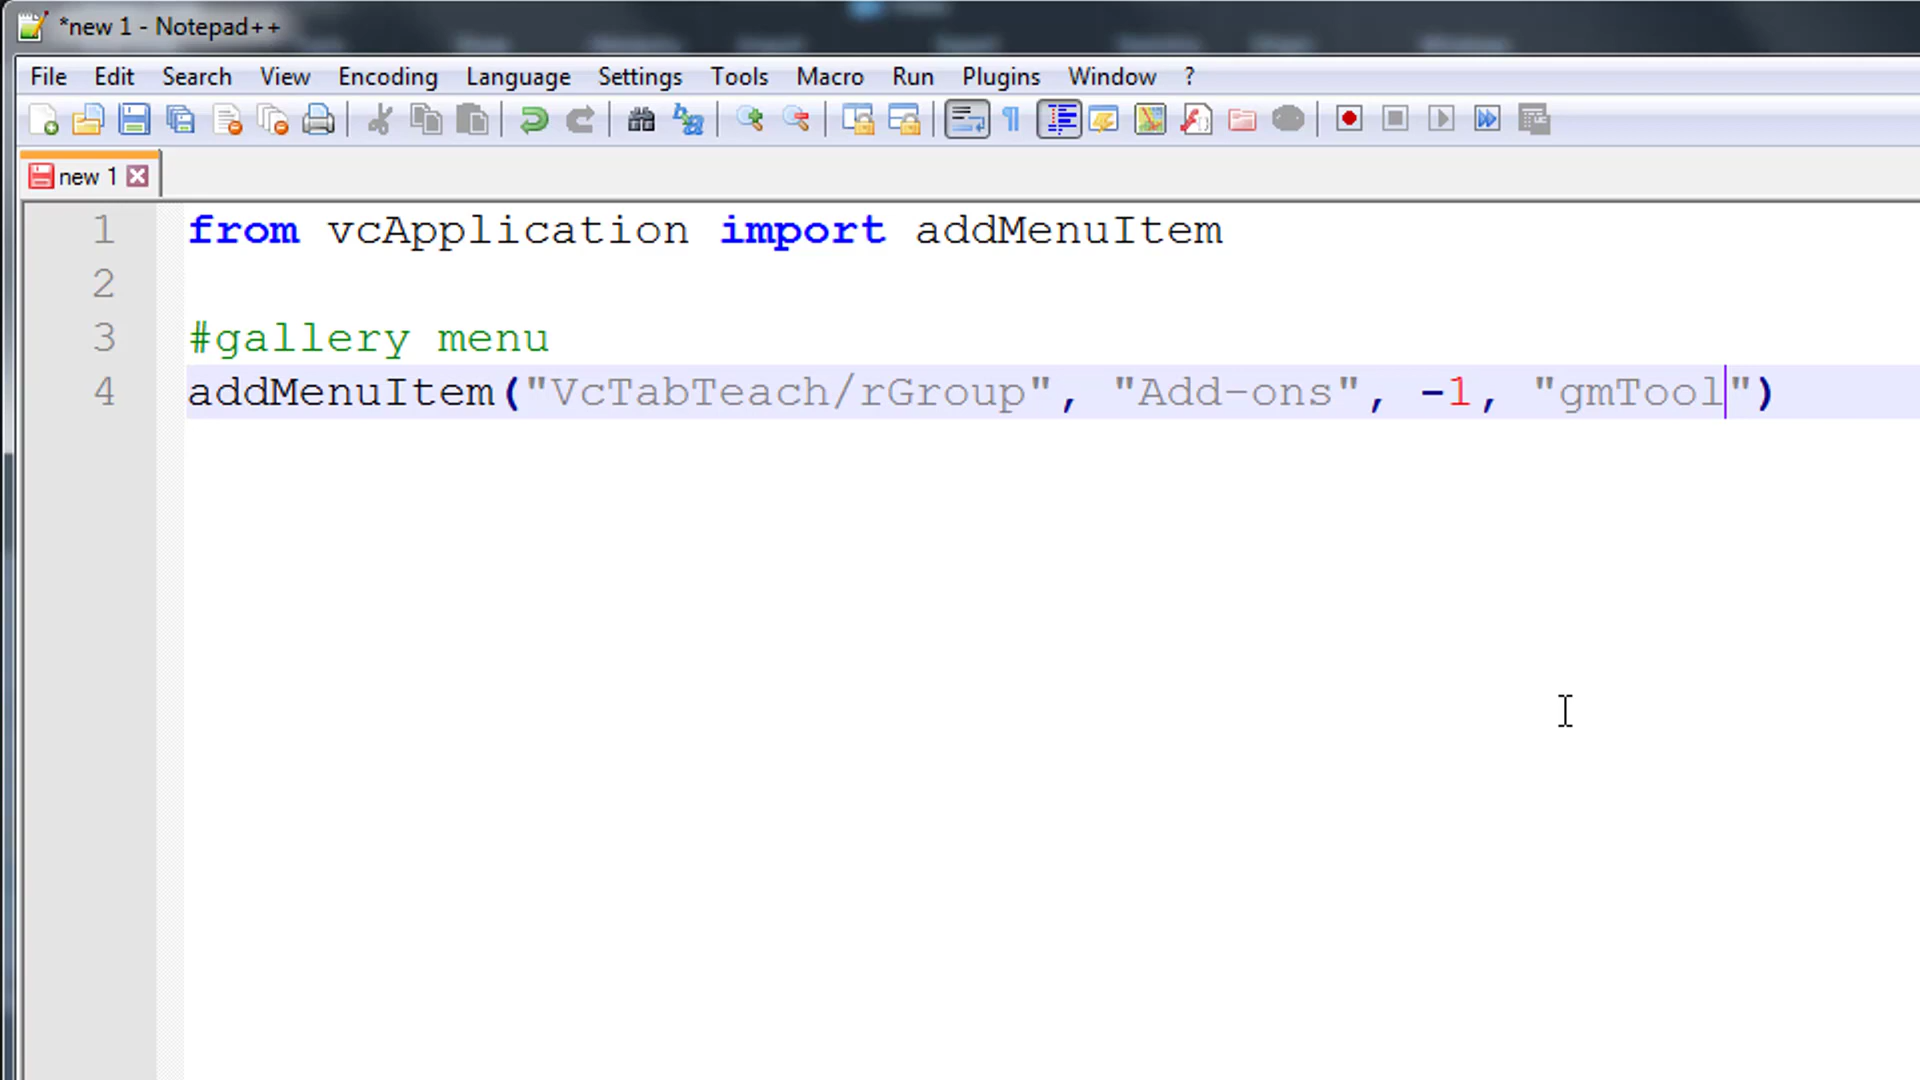 *new 1 - Notepad++
File Edit Search View Encoding Language Settings Tools Macro Run Plugins Window ?
new 1
1 from vcApplication import addMenuItem
2
3 #gallery menu
4 addMenuItem("VcTabTeach/rGroup", "Add-ons", -1, "gmTool")